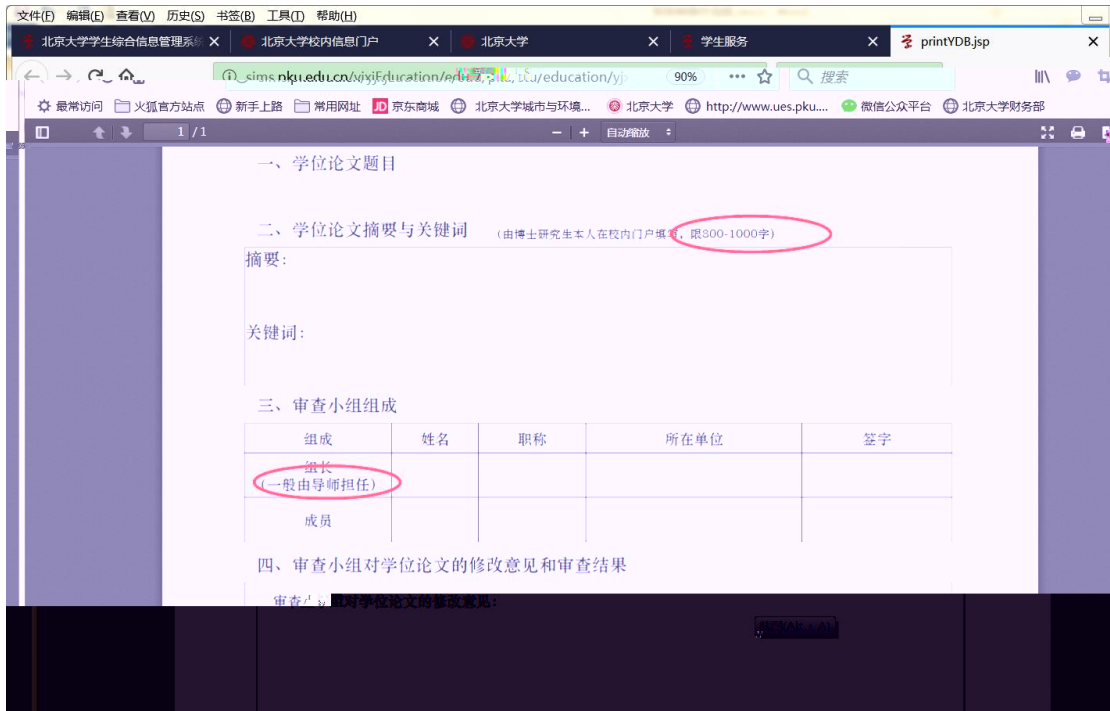 文件(F) 编辑(E) 查看(V) 历史(S) 书签(B) 工具(T) 帮助(H)
北京大学学生综合信息管理系统 × 北京大学校内信息门户 × 北京大学 × 学生服务 × printYDB.jsp ×
sims.pku.edu.cn/ 90% ... 搜索
最常访问 火狐官方站点 新手上路 常用网址 JD 京东商城 北京大学城市与环境... 北京大学 http://www.ues.pku.... 微信公众平台 北京大学财务部
1 / 1 − + 自动缩放
一、学位论文题目
二、学位论文摘要与关键词 (由博士研究生本人在校内门户填写, 限800-1000字)
摘要:
关键词:
三、审查小组组成
组成 姓名 职称 所在单位 签字
组长
(一般由导师担任)
成员
四、审查小组对学位论文的修改意见和审查结果
审查小组对学位论文的修改意见: